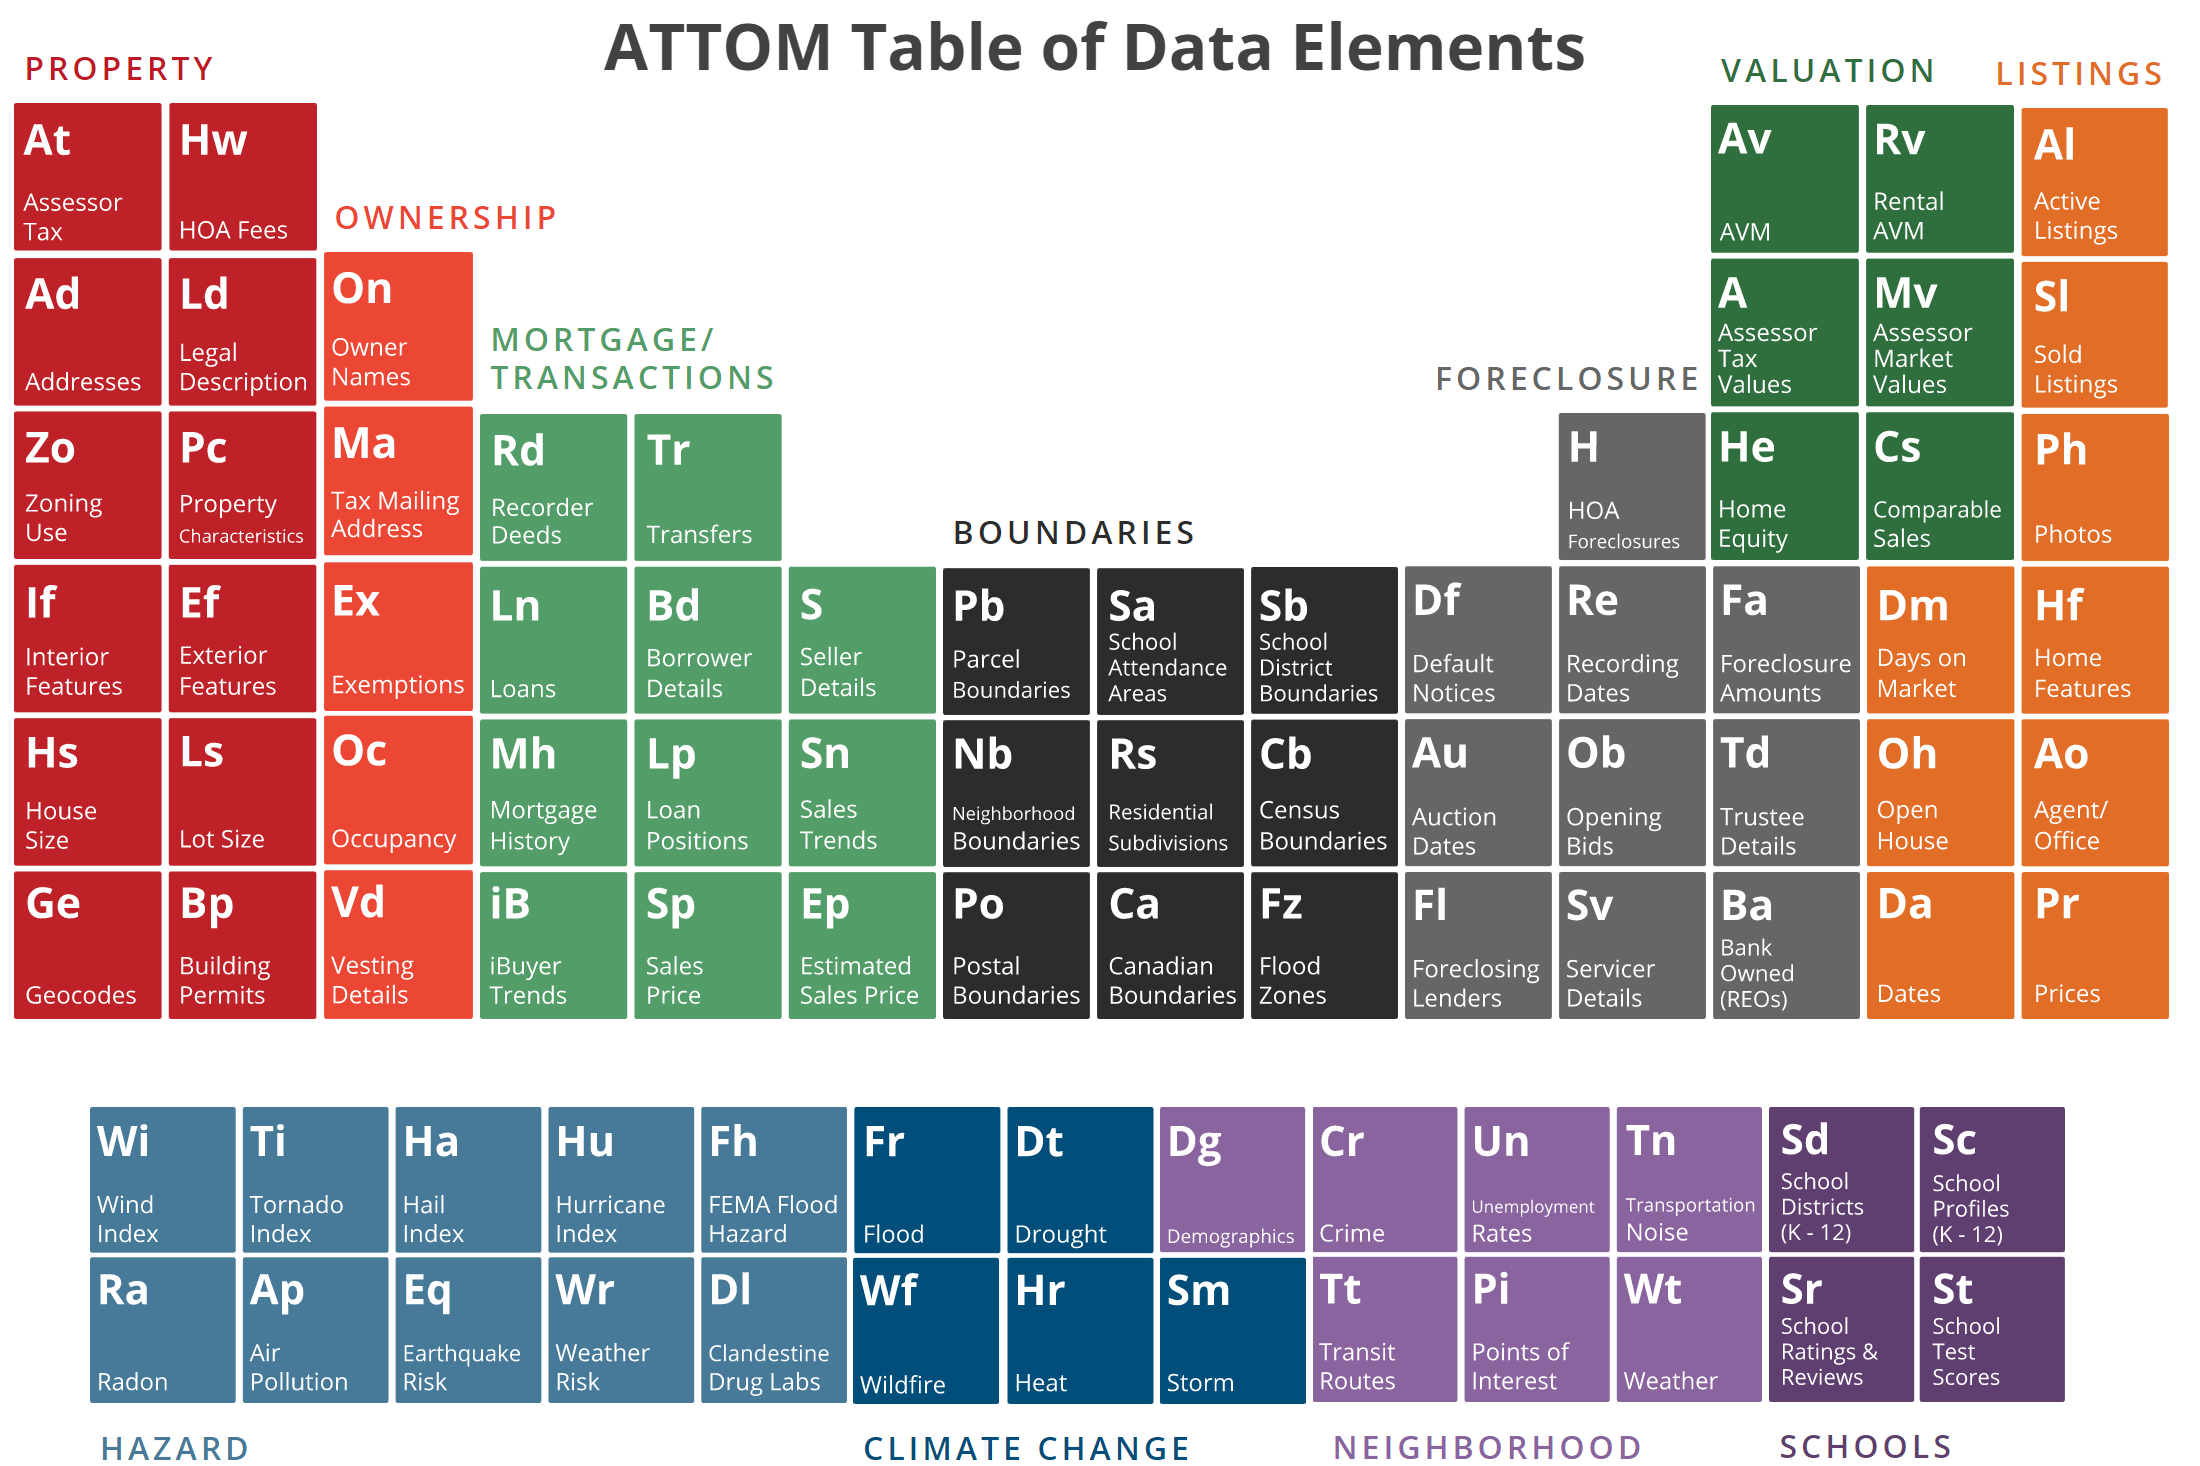 ATTOM Table of Data Elements
PROPERTY
VALUATION
LISTINGS
At
Assessor
Tax
Hw
HOA Fees
OWNERSHIP
Av
AVM
Rv
Rental
AVM
Al
Active
Listings
Ad
Addresses
Ld
Legal
Description
On
Owner
Names
MORTGAGE/
TRANSACTIONS
FORECLOSURE
A
Assessor
Tax
Values
Mv
Assessor
Market
Values
Sl
Sold
Listings
Zo
Zoning
Use
Pc
Property
Characteristics
Ma
Tax Mailing
Address
Rd
Recorder
Deeds
Tr
Transfers
BOUNDARIES
H
HOA
Foreclosures
He
Home
Equity
Cs
Comparable
Sales
Ph
Photos
If
Interior
Features
Ef
Exterior
Features
Ex
Exemptions
Ln
Loans
Bd
Borrower
Details
S
Seller
Details
Pb
Parcel
Boundaries
Sa
School
Attendance
Areas
Sb
School
District
Boundaries
Df
Default
Notices
Re
Recording
Dates
Fa
Foreclosure
Amounts
Dm
Days on
Market
Hf
Home
Features
Hs
House
Size
Ls
Lot Size
Oc
Occupancy
Mh
Mortgage
History
Lp
Loan
Positions
Sn
Sales
Trends
Nb
Neighborhood
Boundaries
Rs
Residential
Subdivisions
Cb
Census
Boundaries
Au
Auction
Dates
Ob
Opening
Bids
Td
Trustee
Details
Oh
Open
House
Ao
Agent/
Office
Ge
Geocodes
Bp
Building
Permits
Vd
Vesting
Details
iB
iBuyer
Trends
Sp
Sales
Price
Ep
Estimated
Sales Price
Po
Postal
Boundaries
Ca
Canadian
Boundaries
Fz
Flood
Zones
Fl
Foreclosing
Lenders
Sv
Servicer
Details
Ba
Bank
Owned
(REOs)
Da
Dates
Pr
Prices
Wi
Wind
Index
Ti
Tornado
Index
Ha
Hail
Index
Hu
Hurricane
Index
Fh
FEMA Flood
Hazard
Fr
Flood
Dt
Drought
Dg
Demographics
Cr
Crime
Un
Unemployment
Rates
Tn
Transportation
Noise
Sd
School
Districts
(K - 12)
Sc
School
Profiles
(K - 12)
Ra
Radon
Ap
Air
Pollution
Eq
Earthquake
Risk
Wr
Weather
Risk
Dl
Clandestine
Drug Labs
Wf
Wildfire
Hr
Heat
Sm
Storm
Tt
Transit
Routes
Pi
Points of
Interest
Wt
Weather
Sr
School
Ratings &
Reviews
St
School
Test
Scores
HAZARD
CLIMATE CHANGE
NEIGHBORHOOD
SCHOOLS